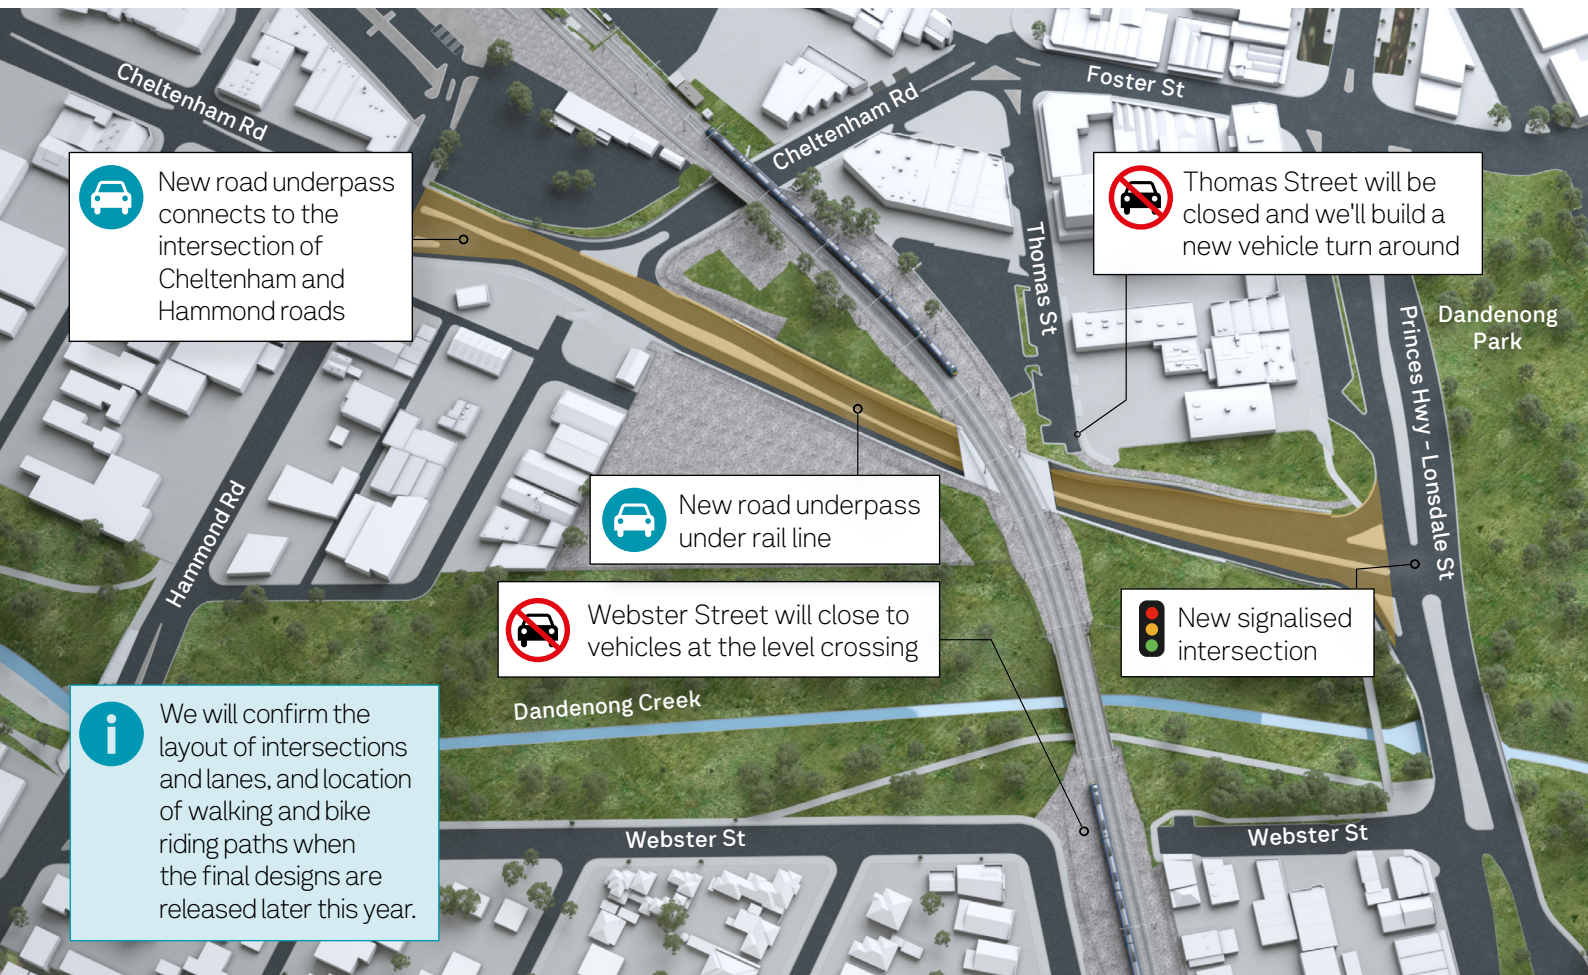 Cheltenham Rd
Foster St
Cheltenham Rd
New road underpass
connects to the
intersection of
Cheltenham and
Hammond roads
Thomas Street will be
closed and we'll build a
new vehicle turn around
Thomas St
Princes Hwy - Lonsdale St
Dandenong
Park
Hammond Rd
New road underpass
under rail line
Webster Street will close to
vehicles at the level crossing
New signalised
intersection
Dandenong Creek
i
We will confirm the
layout of intersections
and lanes, and location
of walking and bike
riding paths when
the final designs are
released later this year.
Webster St
Webster St